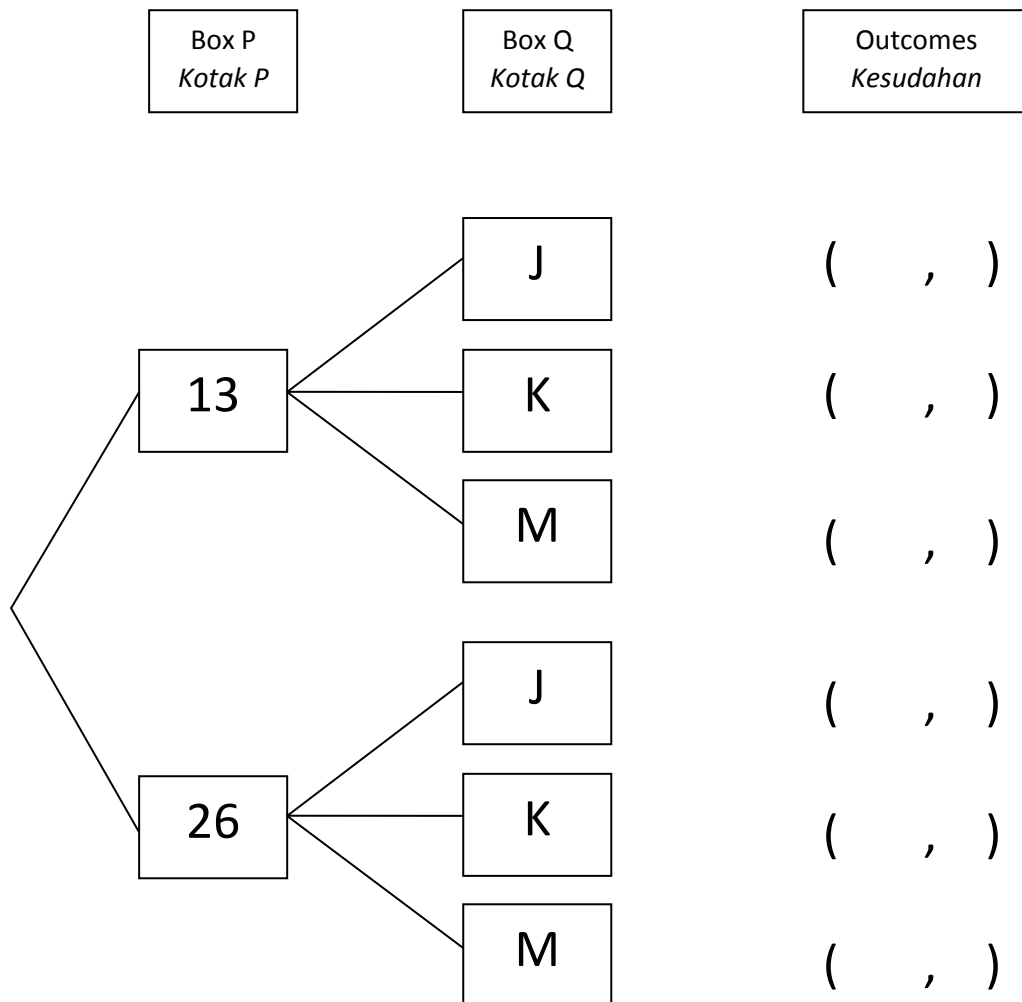 Box P
Kotak P
Box Q
Kotak Q
Outcomes
Kesudahan
J
( , )
13
K
( , )
M
( , )
J
( , )
26
K
( , )
M
( , )